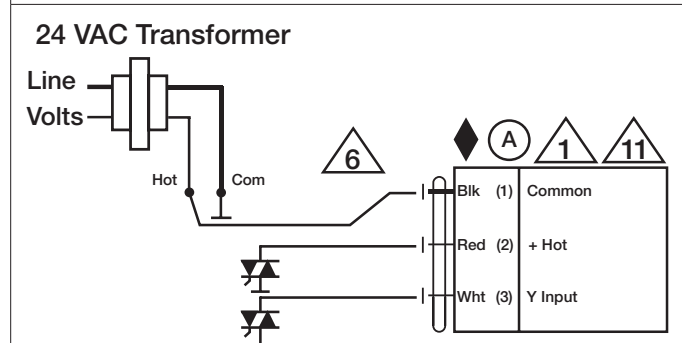 24 VAC Transformer
Line
Volts
Hot
Com
6
A
1
11
Blk (1) Common
Red (2) + Hot
Wht (3) Y Input